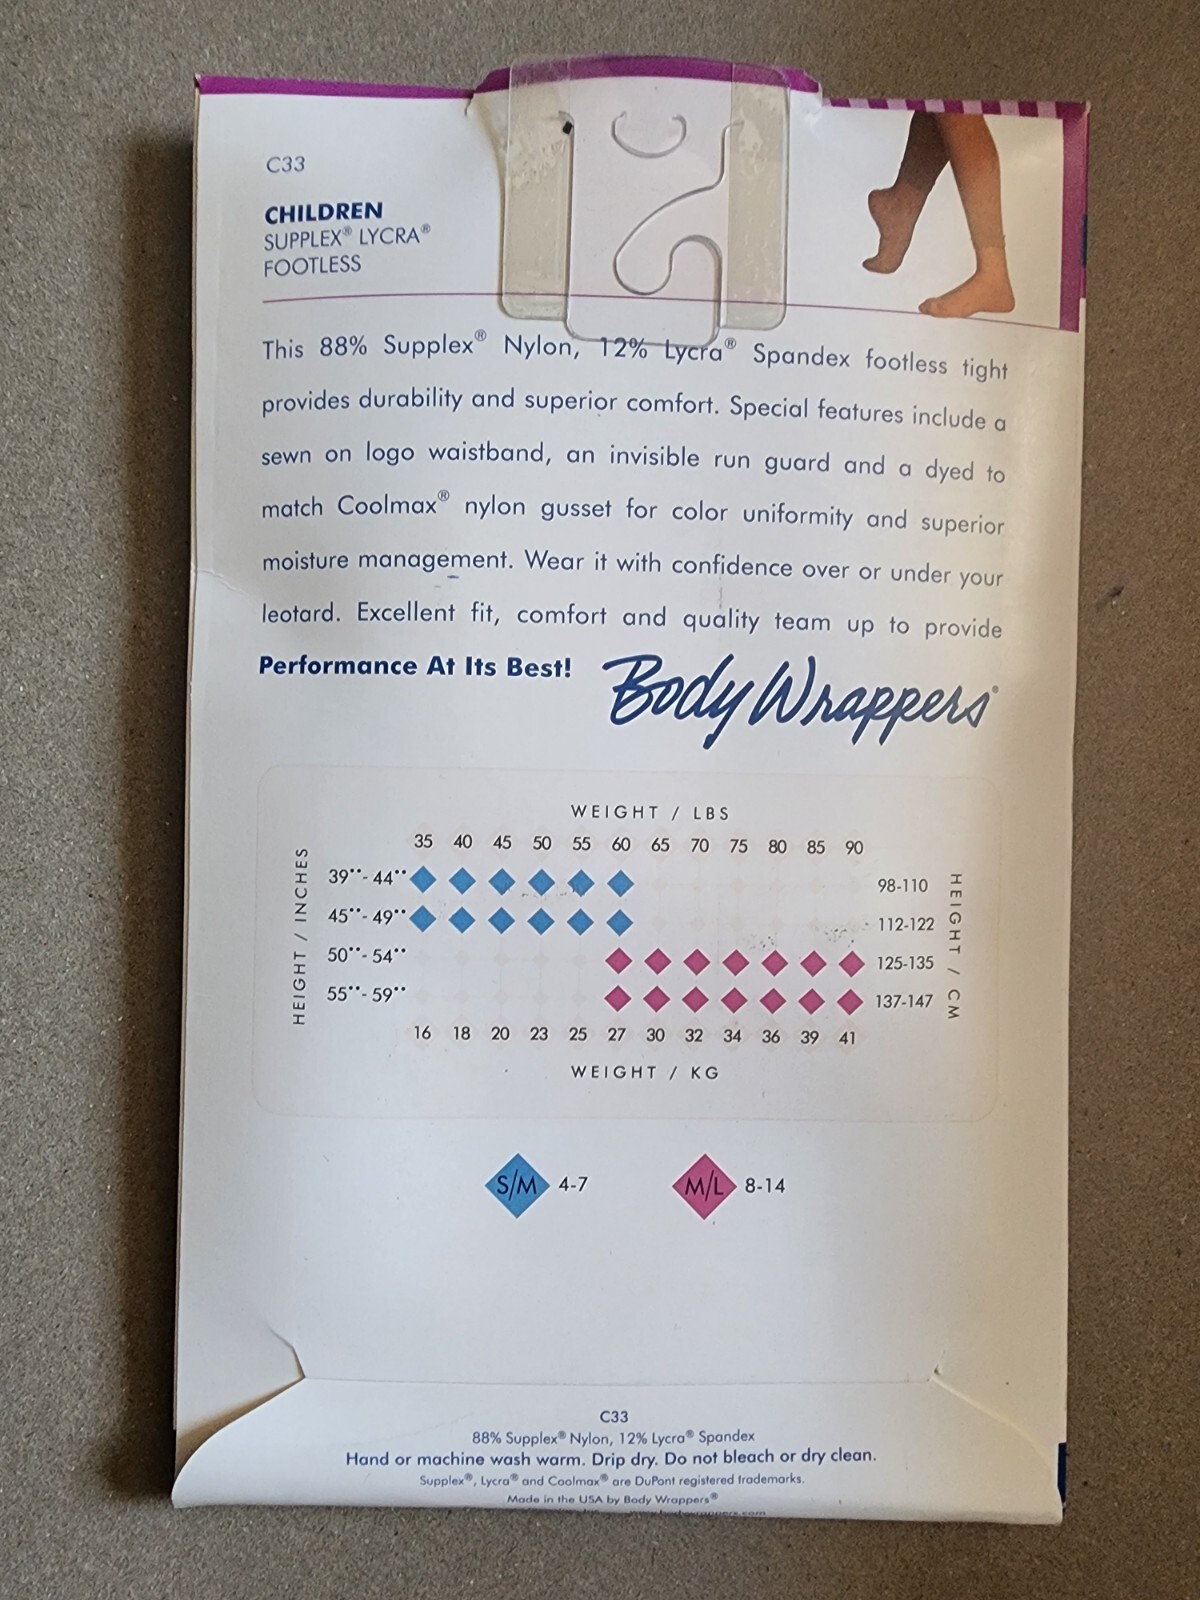 C33
CHILDREN
SUPPLEX® LYCRA®
FOOTLESS
This 88% Supplex® Nylon, 12% Lycra® Spandex footless tight
provides durability and superior comfort. Special features include a
sewn on logo waistband, an invisible run guard and a dyed to
match Coolmax® nylon gusset for color uniformity and superior
moisture management. Wear it with confidence over or under your
leotard. Excellent fit, comfort and quality team up to provide
Performance At Its Best! Body Wrappers®
WEIGHT / LBS
35 40 45 50 55 60 65 70 75 80 85 90
HEIGHT / INCHES
39"- 44" 98-110
45"- 49" 112-122
50"- 54" 125-135
55"- 59" 137-147
HEIGHT / CM
16 18 20 23 25 27 30 32 34 36 39 41
WEIGHT / KG
S/M 4-7 M/L 8-14
C33
88% Supplex® Nylon, 12% Lycra® Spandex
Hand or machine wash warm. Drip dry. Do not bleach or dry clean.
Supplex®, Lycra® and Coolmax® are DuPont registered trademarks.
Made in the USA by Body Wrappers®